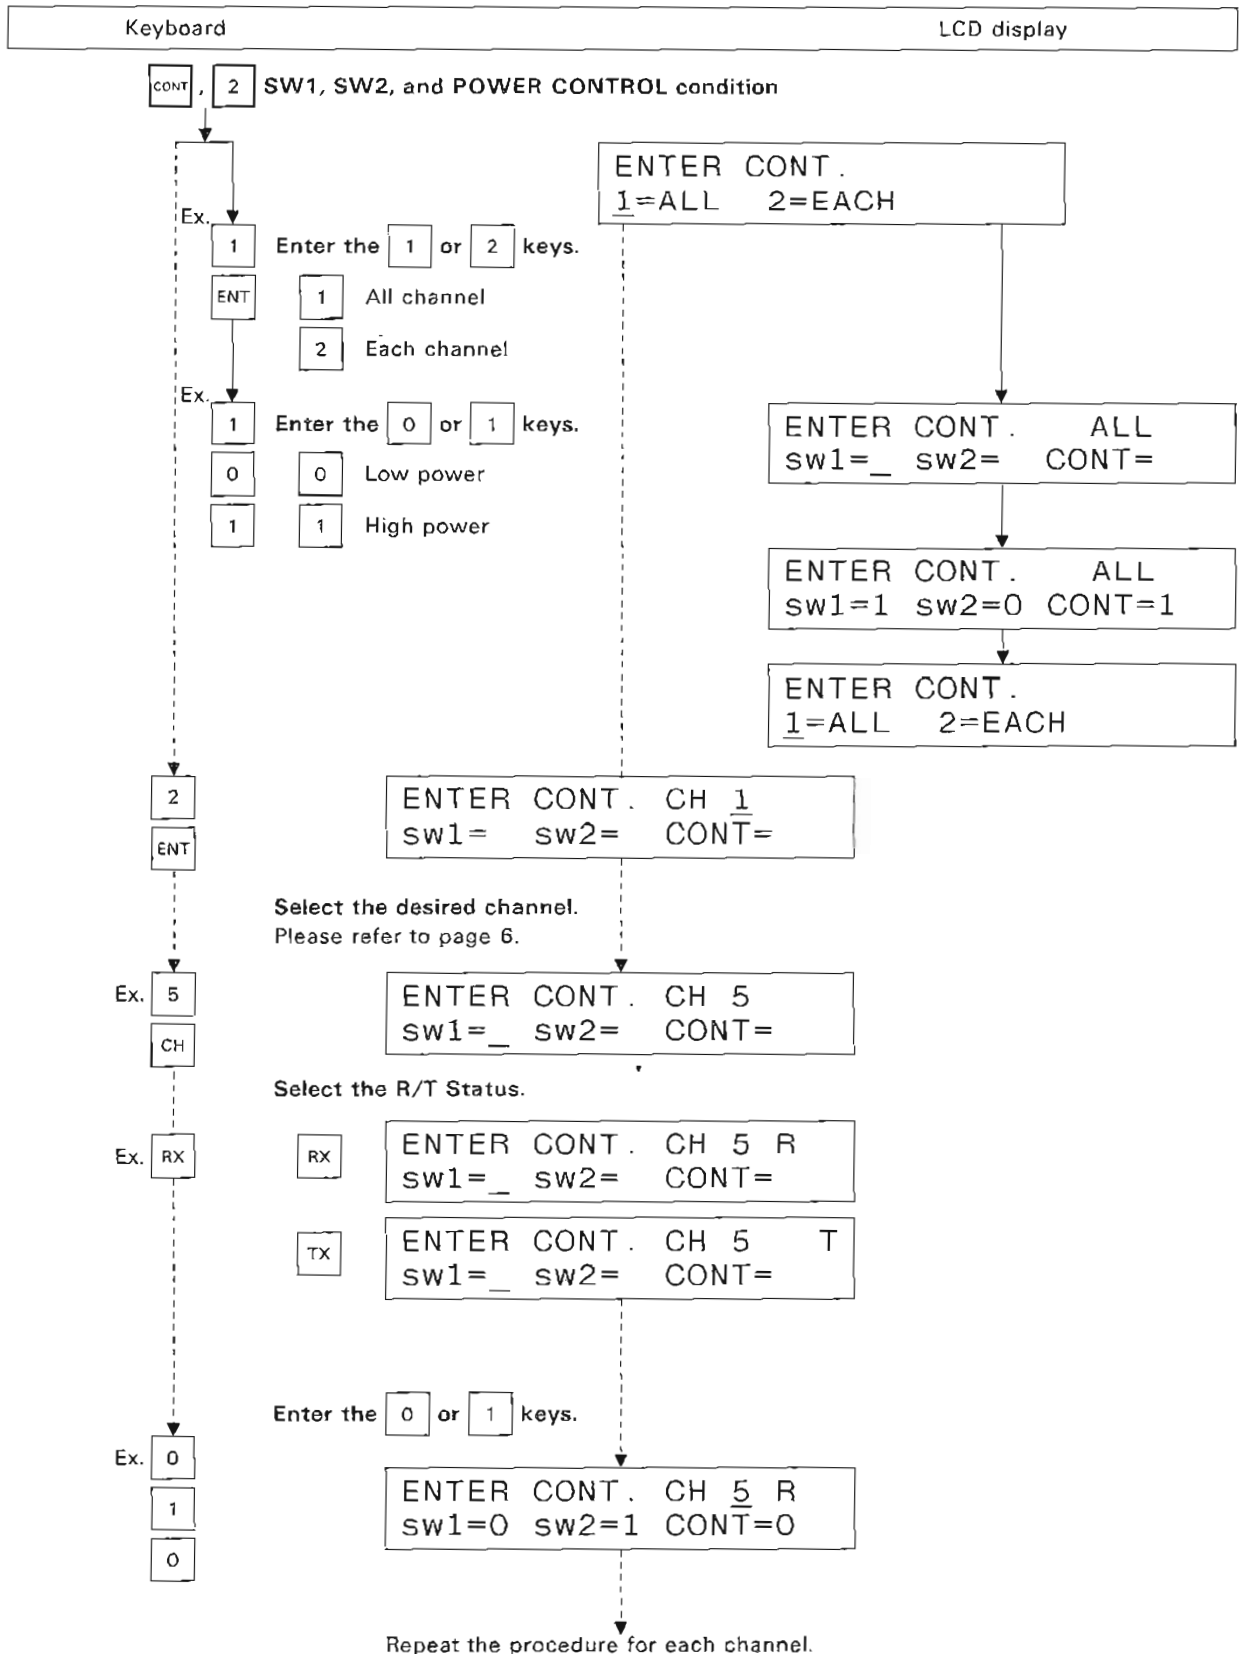 Keyboard LCD display
CONT , 2 SW1, SW2, and POWER CONTROL condition
ENTER CONT.
1=ALL 2=EACH
Ex.
1 Enter the 1 or 2 keys.
ENT 1 All channel
2 Each channel
Ex.
1 Enter the 0 or 1 keys.
0 0 Low power
1 1 High power
ENTER CONT. ALL
sw1=_ sw2= CONT=
ENTER CONT. ALL
sw1=1 sw2=0 CONT=1
ENTER CONT.
1=ALL 2=EACH
2
ENT
ENTER CONT. CH 1
sw1= sw2= CONT=
Select the desired channel.
Please refer to page 6.
Ex. 5
CH
ENTER CONT. CH 5
sw1=_ sw2= CONT=
Select the R/T Status.
Ex. RX
RX
ENTER CONT. CH 5 R
sw1=_ sw2= CONT=
TX
ENTER CONT. CH 5 T
sw1=_ sw2= CONT=
Enter the 0 or 1 keys.
Ex. 0
1
0
ENTER CONT. CH 5 R
sw1=0 sw2=1 CONT=0
Repeat the procedure for each channel.